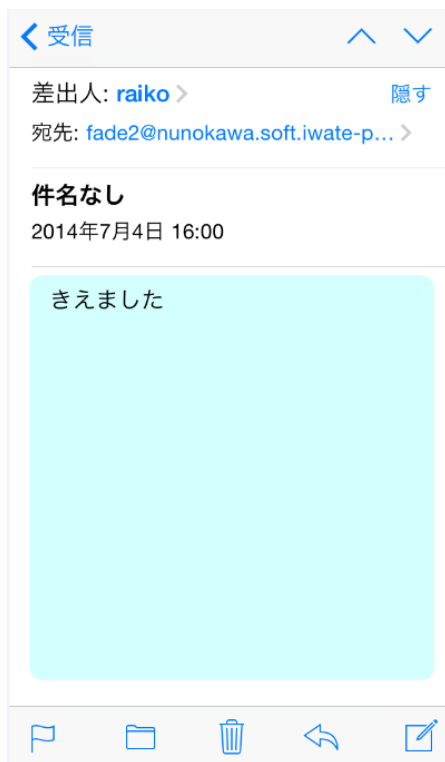 受信
差出人: raiko
隠す
宛先: fade2@nunokawa.soft.iwate-p...
件名なし
2014年7月4日 16:00
きえました